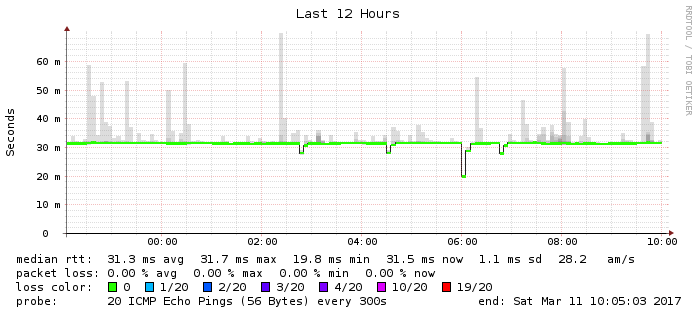 Last 12 Hours
RRDTOOL / TOBI OETIKER
Seconds
60 m
50 m
40 m
30 m
20 m
10 m
0
00:00 02:00 04:00 06:00 08:00 10:00
median rtt: 31.3 ms avg 31.7 ms max 19.8 ms min 31.5 ms now 1.1 ms sd 28.2 am/s
packet loss: 0.00 % avg 0.00 % max 0.00 % min 0.00 % now
loss color: 0 1/20 2/20 3/20 4/20 10/20 19/20
probe: 20 ICMP Echo Pings (56 Bytes) every 300s end: Sat Mar 11 10:05:03 2017